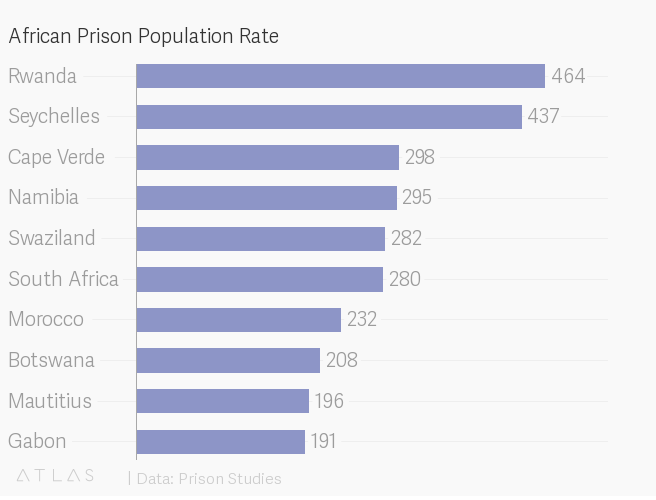 African Prison Population Rate
Rwanda 464
Seychelles 437
Cape Verde 298
Namibia 295
Swaziland 282
South Africa 280
Morocco 232
Botswana 208
Mautitius 196
Gabon 191
ATLAS | Data: Prison Studies